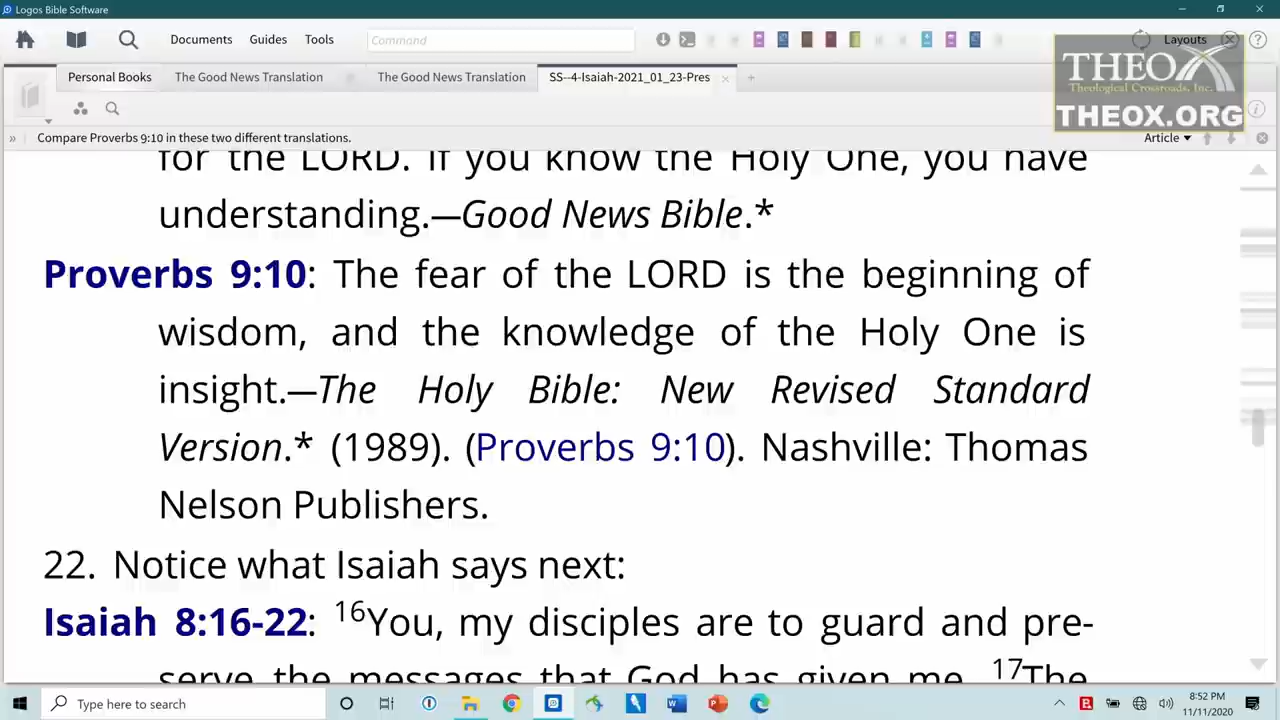 Logos Bible Software
Documents Guides Tools Command Layouts
Personal Books The Good News Translation The Good News Translation SS--4-Isaiah-2021_01_23-Pres
THEOX
Theological Crossroads, Inc.
THEOX.ORG
» Compare Proverbs 9:10 in these two different translations. Article
for the LORD. If you know the Holy One, you have
understanding.—Good News Bible.*
Proverbs 9:10: The fear of the LORD is the beginning of
wisdom, and the knowledge of the Holy One is
insight.—The Holy Bible: New Revised Standard
Version.* (1989). (Proverbs 9:10). Nashville: Thomas
Nelson Publishers.
22. Notice what Isaiah says next:
Isaiah 8:16-22: 16You, my disciples are to guard and pre-
serve the messages that God has given me. 17The
Type here to search
8:52 PM
11/11/2020